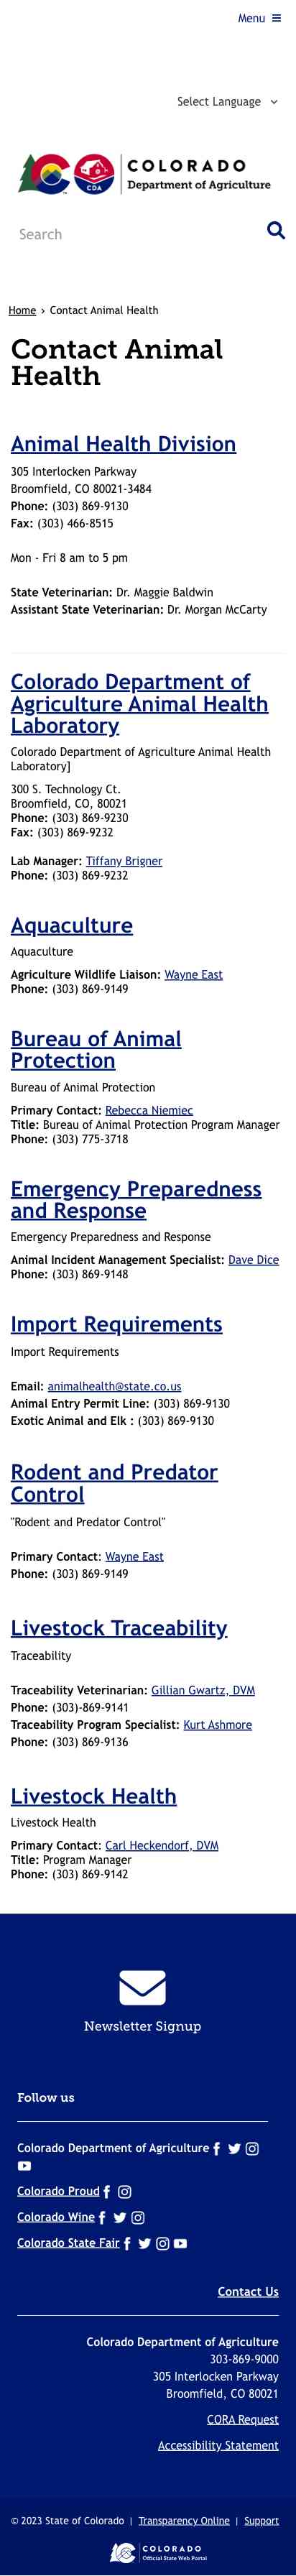 Menu
Select Language
COLORADO
CDA
Department of Agriculture
Search
Home › Contact Animal Health
Contact Animal
Health
Animal Health Division
305 Interlocken Parkway
Broomfield, CO 80021-3484
Phone: (303) 869-9130
Fax: (303) 466-8515
Mon - Fri 8 am to 5 pm
State Veterinarian: Dr. Maggie Baldwin
Assistant State Veterinarian: Dr. Morgan McCarty
Colorado Department of
Agriculture Animal Health
Laboratory
Colorado Department of Agriculture Animal Health
Laboratory]
300 S. Technology Ct.
Broomfield, CO, 80021
Phone: (303) 869-9230
Fax: (303) 869-9232
Lab Manager: Tiffany Brigner
Phone: (303) 869-9232
Aquaculture
Aquaculture
Agriculture Wildlife Liaison: Wayne East
Phone: (303) 869-9149
Bureau of Animal
Protection
Bureau of Animal Protection
Primary Contact: Rebecca Niemiec
Title: Bureau of Animal Protection Program Manager
Phone: (303) 775-3718
Emergency Preparedness
and Response
Emergency Preparedness and Response
Animal Incident Management Specialist: Dave Dice
Phone: (303) 869-9148
Import Requirements
Import Requirements
Email: animalhealth@state.co.us
Animal Entry Permit Line: (303) 869-9130
Exotic Animal and Elk : (303) 869-9130
Rodent and Predator
Control
"Rodent and Predator Control"
Primary Contact: Wayne East
Phone: (303) 869-9149
Livestock Traceability
Traceability
Traceability Veterinarian: Gillian Gwartz, DVM
Phone: (303)-869-9141
Traceability Program Specialist: Kurt Ashmore
Phone: (303) 869-9136
Livestock Health
Livestock Health
Primary Contact: Carl Heckendorf, DVM
Title: Program Manager
Phone: (303) 869-9142
Newsletter Signup
Follow us
Colorado Department of Agriculture
Colorado Proud
Colorado Wine
Colorado State Fair
Contact Us
Colorado Department of Agriculture
303-869-9000
305 Interlocken Parkway
Broomfield, CO 80021
CORA Request
Accessibility Statement
© 2023 State of Colorado | Transparency Online | Support
COLORADO
Official State Web Portal